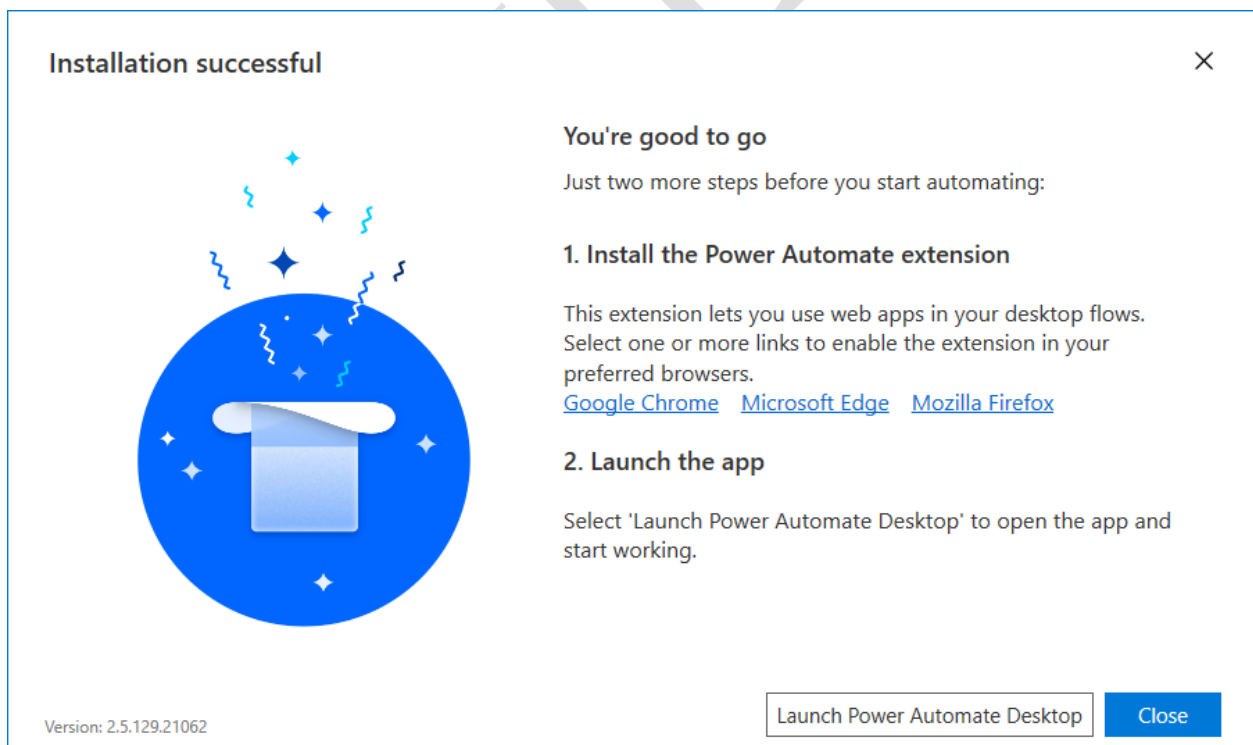 Installation successful
You're good to go
Just two more steps before you start automating:
1. Install the Power Automate extension
This extension lets you use web apps in your desktop flows.
Select one or more links to enable the extension in your
preferred browsers.
Google Chrome Microsoft Edge Mozilla Firefox
2. Launch the app
Select 'Launch Power Automate Desktop' to open the app and
start working.
Version: 2.5.129.21062
Launch Power Automate Desktop
Close